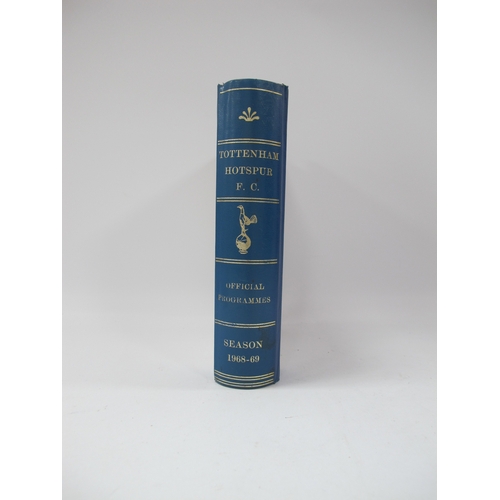 TOTTENHAM
HOTSPUR
F. C.
OFFICIAL
PROGRAMMES
SEASON
1968-69